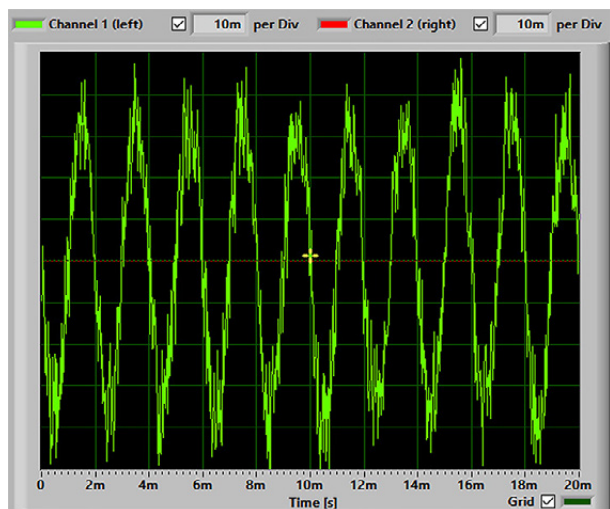 Channel 1 (left) 10m per Div Channel 2 (right) 10m per Div
0 2m 4m 6m 8m 10m 12m 14m 16m 18m 20m
Time [s]
Grid